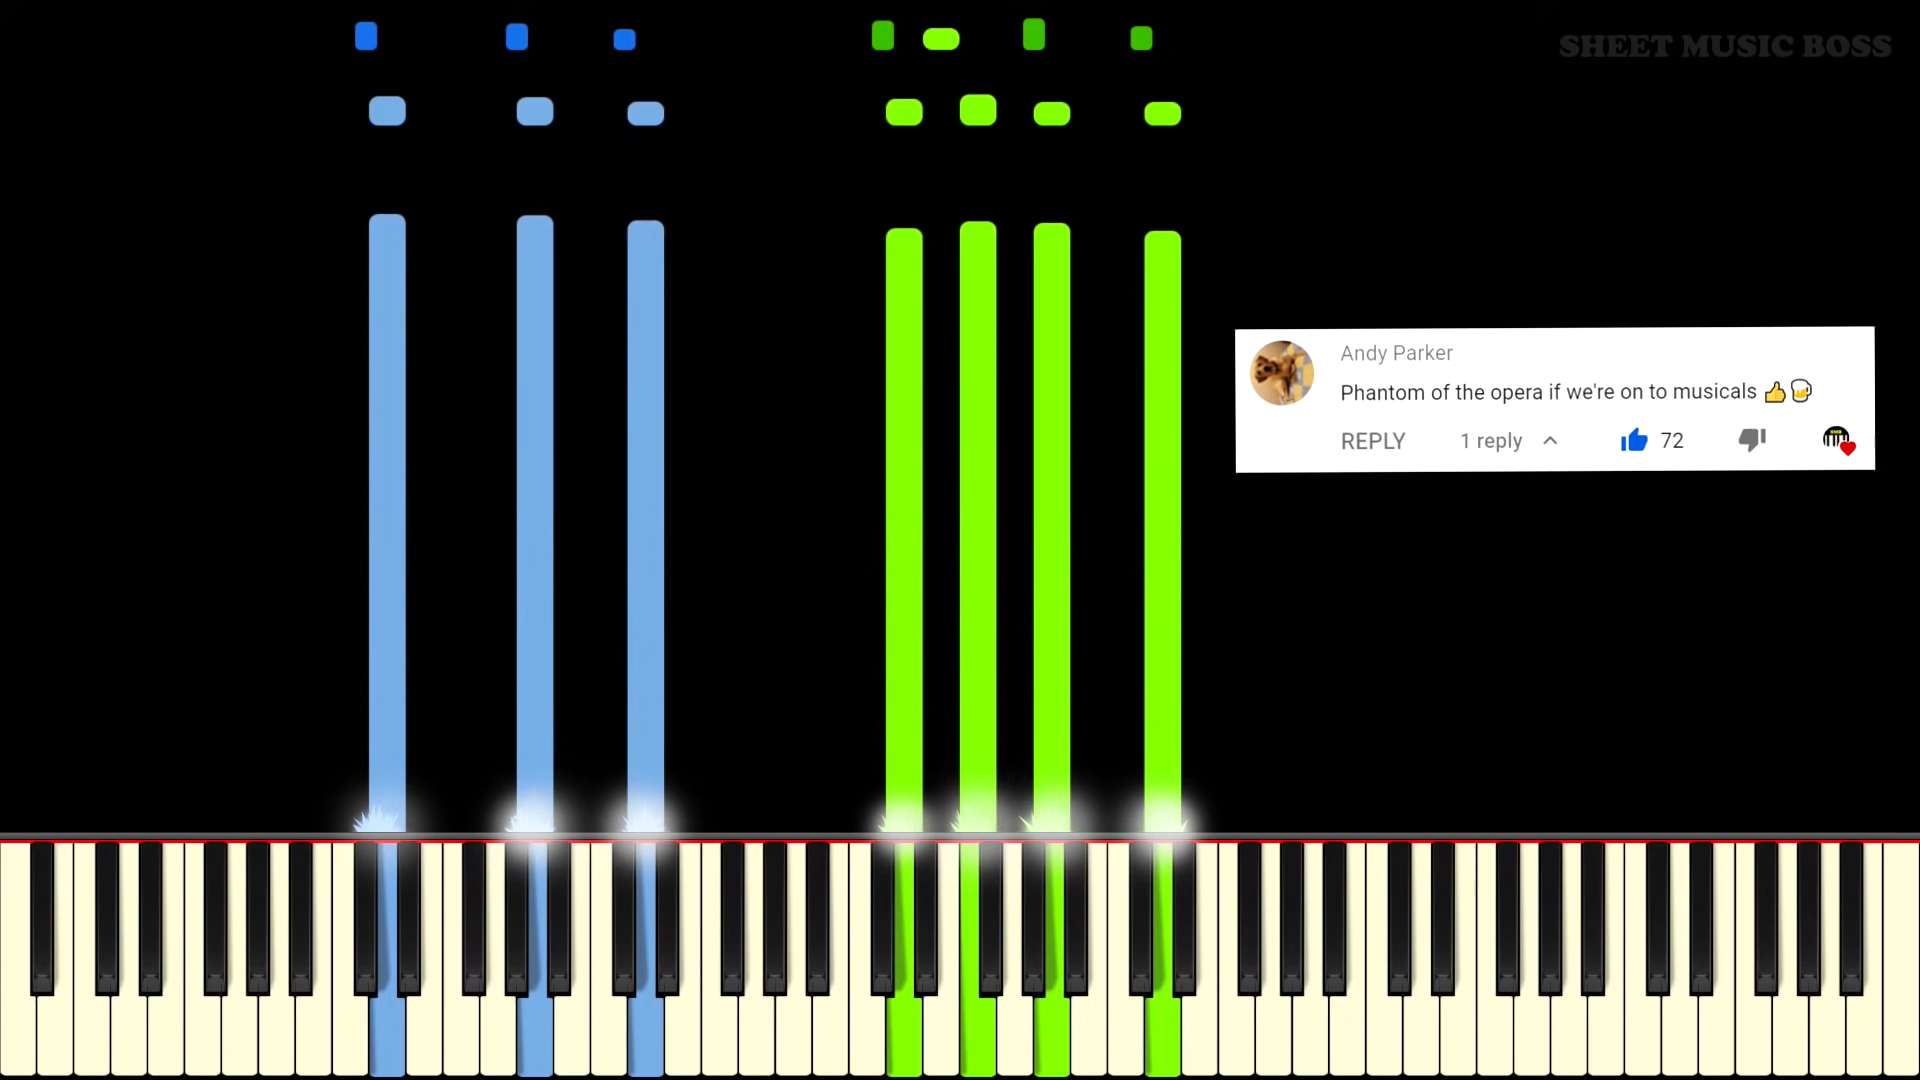 SHEET MUSIC BOSS
Andy Parker
Phantom of the opera if we're on to musicals 👍🍺
REPLY 1 reply 72